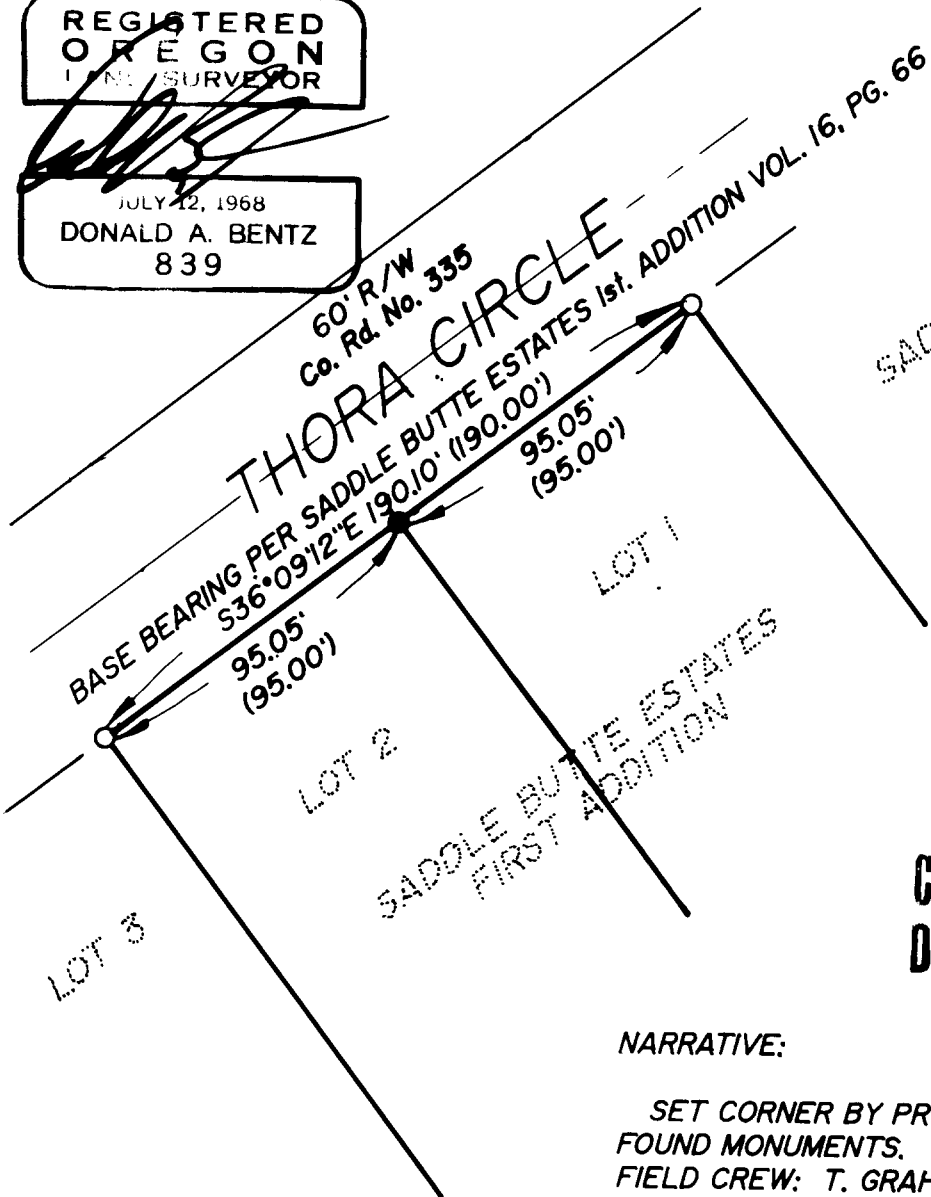 REGISTERED
OREGON
LAND SURVEYOR
JULY 12, 1968
DONALD A. BENTZ
839
60' R/W
Co. Rd. No. 335
THORA CIRCLE
BASE BEARING PER SADDLE BUTTE ESTATES 1st. ADDITION VOL. 16, PG. 66
S36°09'12"E 190.10' (190.00')
95.05'
(95.00')
95.05'
(95.00')
LOT 1
LOT 2
SADDLE BUTTE ESTATES
FIRST ADDITION
LOT 3
NARRATIVE:
SET CORNER BY
FOUND MONUMENTS.
FIELD CREW: T.